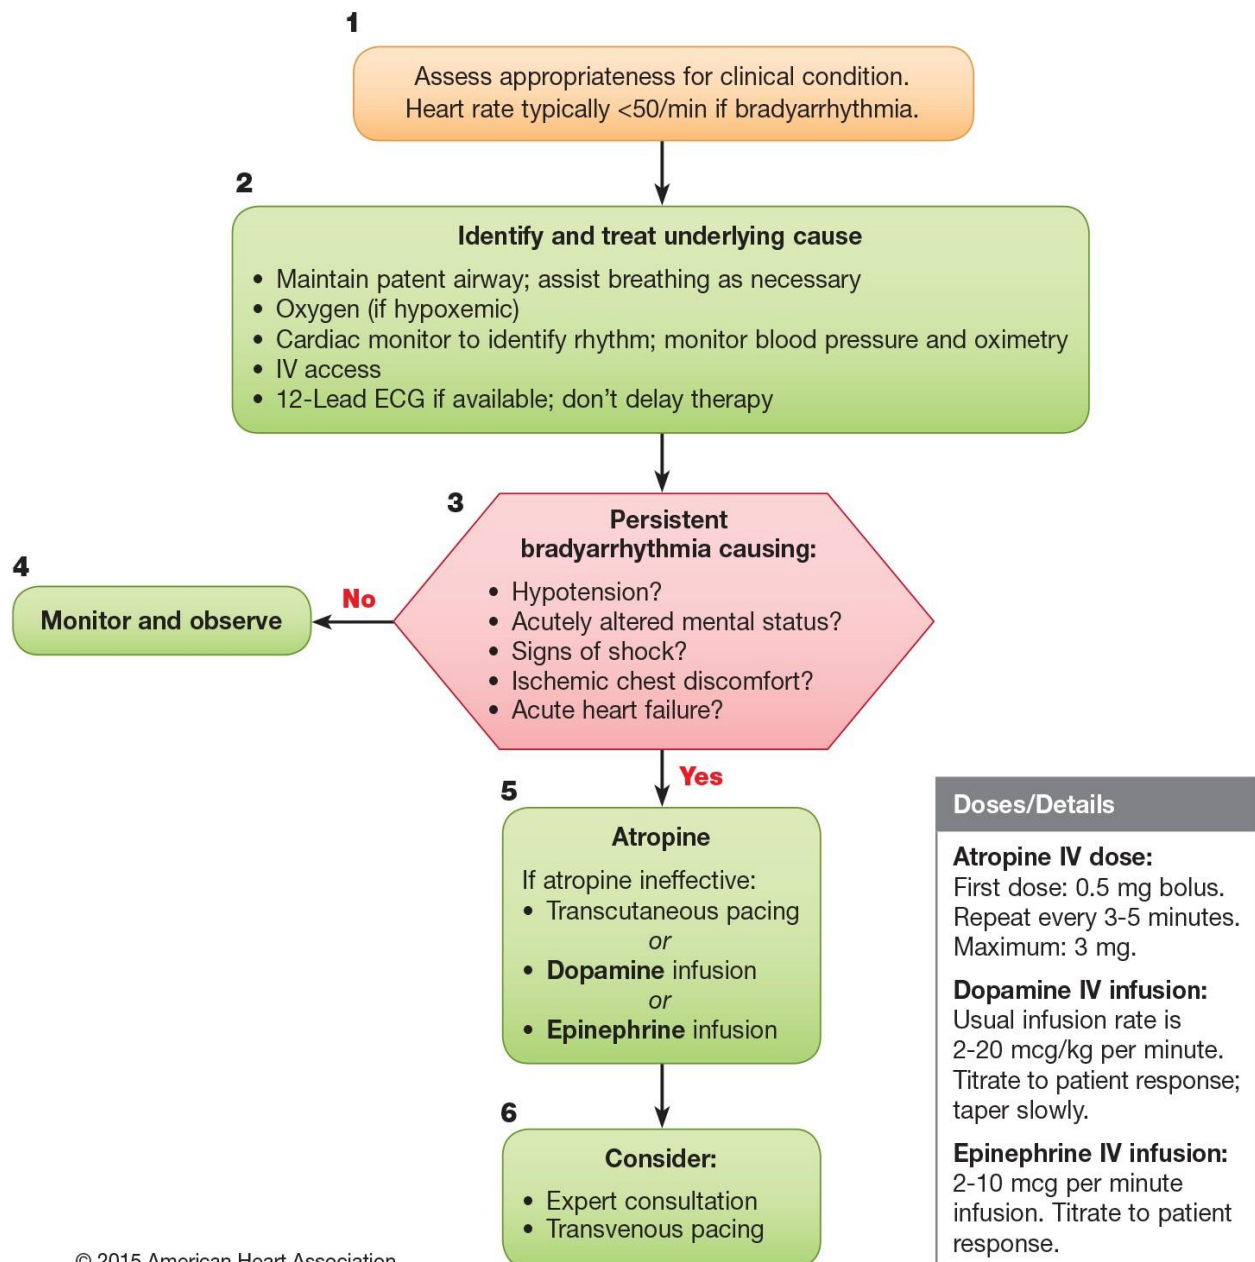 1
Assess appropriateness for clinical condition.
Heart rate typically <50/min if bradyarrhythmia.
2
Identify and treat underlying cause
• Maintain patent airway; assist breathing as necessary
• Oxygen (if hypoxemic)
• Cardiac monitor to identify rhythm; monitor blood pressure and oximetry
• IV access
• 12-Lead ECG if available; don’t delay therapy
3
Persistent
bradyarrhythmia causing:
• Hypotension?
• Acutely altered mental status?
• Signs of shock?
• Ischemic chest discomfort?
• Acute heart failure?
4
No
Monitor and observe
Yes
5
Atropine
If atropine ineffective:
• Transcutaneous pacing
or
• Dopamine infusion
or
• Epinephrine infusion
6
Consider:
• Expert consultation
• Transvenous pacing
Doses/Details
Atropine IV dose:
First dose: 0.5 mg bolus.
Repeat every 3-5 minutes.
Maximum: 3 mg.
Dopamine IV infusion:
Usual infusion rate is
2-20 mcg/kg per minute.
Titrate to patient response;
taper slowly.
Epinephrine IV infusion:
2-10 mcg per minute
infusion. Titrate to patient
response.
© 2015 American Heart Association